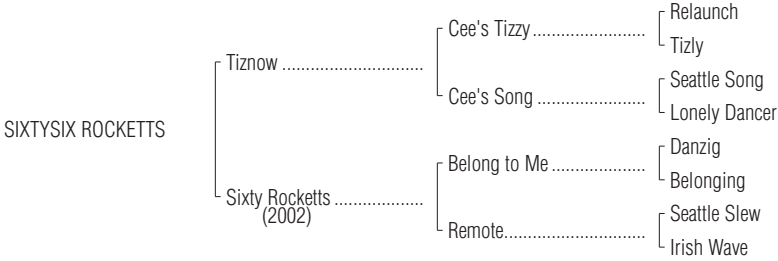 Relaunch
Cee's Tizzy..........................
Tizly
Tiznow ................................
Seattle Song
Cee's Song .........................
Lonely Dancer
SIXTYSIX ROCKETTS
Danzig
Belong to Me ......................
Belonging
Sixty Rocketts ....................
(2002)
Seattle Slew
Remote.................................
Irish Wave